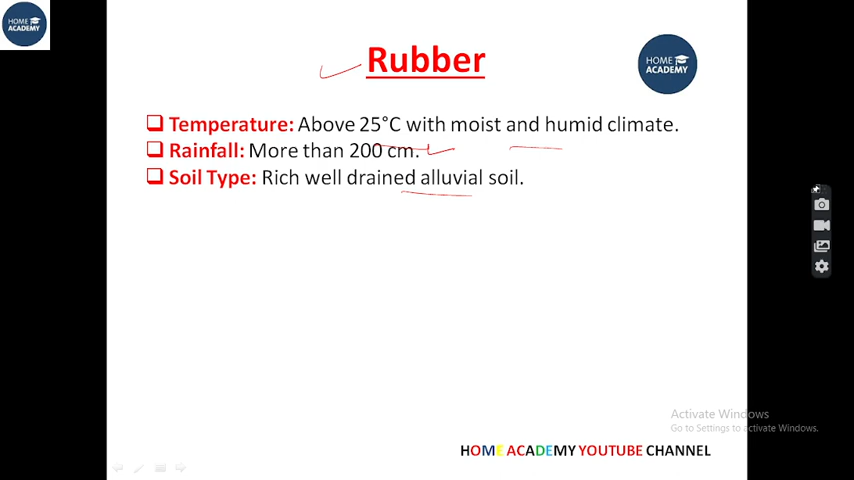 HOME
ACADEMY
Rubber
HOME
ACADEMY
Temperature: Above 25°C with moist and humid climate.
Rainfall: More than 200 cm.
Soil Type: Rich well drained alluvial soil.
Activate Windows
Go to Settings to activate Windows.
HOME ACADEMY YOUTUBE CHANNEL